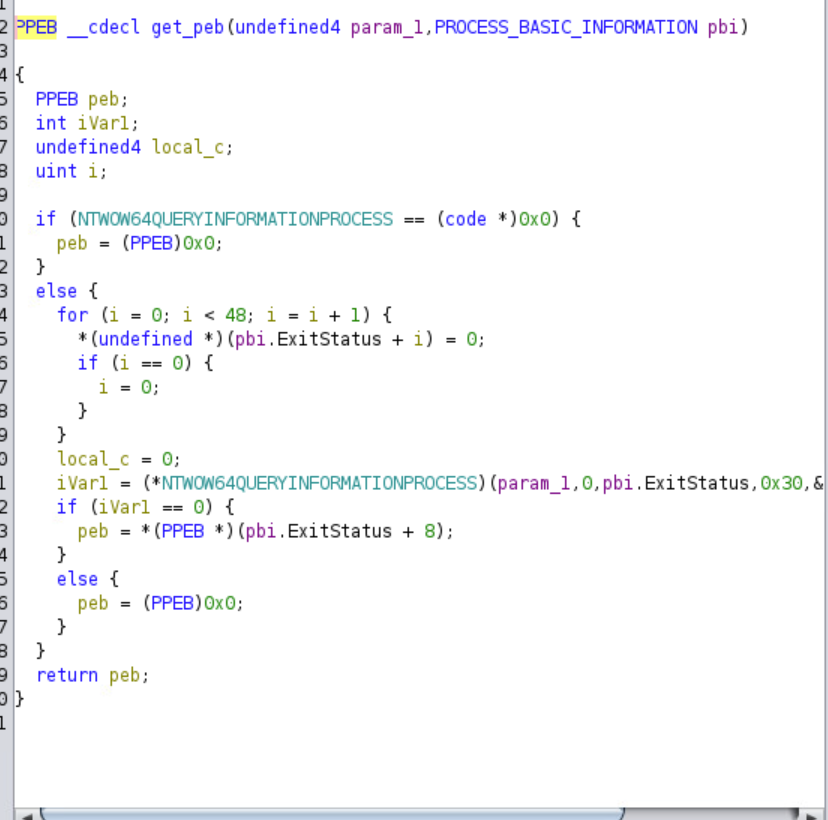 1
2 PPEB __cdecl get_peb(undefined4 param_1,PROCESS_BASIC_INFORMATION pbi)
3
4 {
5   PPEB peb;
6   int iVar1;
7   undefined4 local_c;
8   uint i;
9
0   if (NTWOW64QUERYINFORMATIONPROCESS == (code *)0x0) {
1     peb = (PPEB)0x0;
2   }
3   else {
4     for (i = 0; i < 48; i = i + 1) {
5       *(undefined *)(pbi.ExitStatus + i) = 0;
6       if (i == 0) {
7         i = 0;
8       }
9     }
0     local_c = 0;
1     iVar1 = (*NTWOW64QUERYINFORMATIONPROCESS)(param_1,0,pbi.ExitStatus,0x30,&
2     if (iVar1 == 0) {
3       peb = *(PPEB *)(pbi.ExitStatus + 8);
4     }
5     else {
6       peb = (PPEB)0x0;
7     }
8   }
9   return peb;
0 }
1